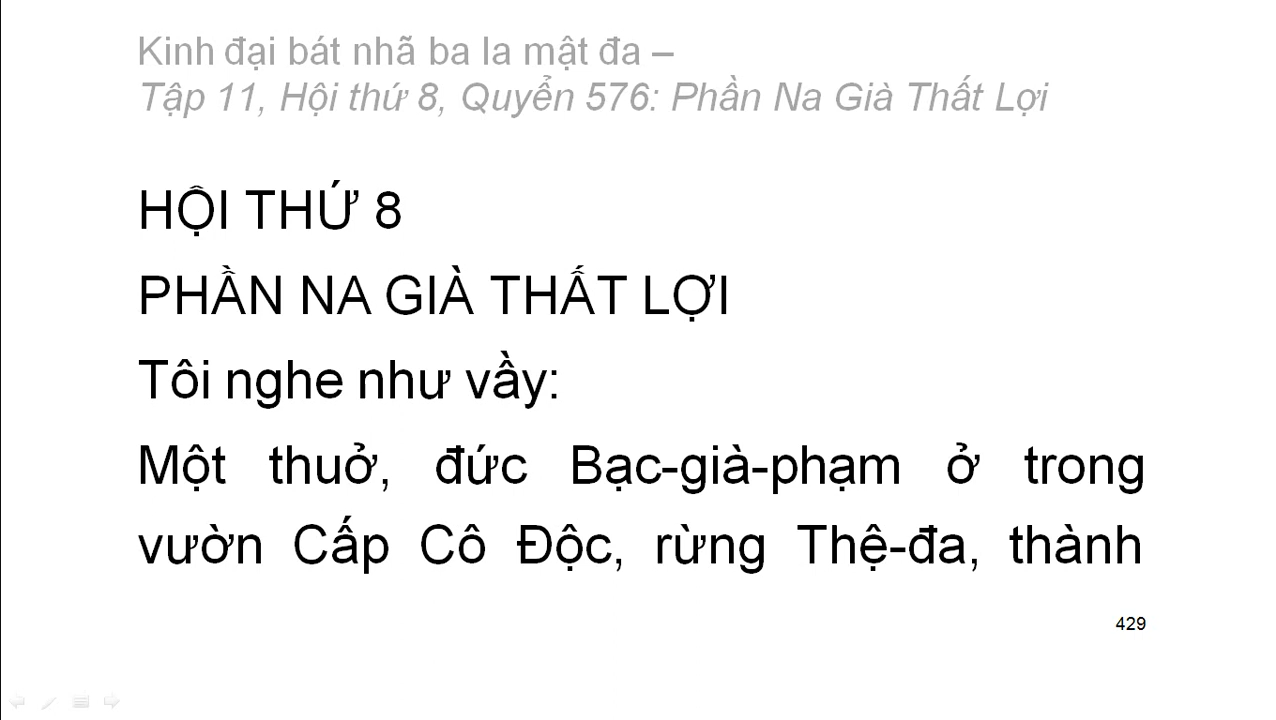 Kinh đại bát nhã ba la mật đa –
Tập 11, Hội thứ 8, Quyển 576: Phần Na Già Thất Lợi
HỘI THỨ 8
PHẦN NA GIÀ THẤT LỢI
Tôi nghe như vầy:
Một thuở, đức Bạc-già-phạm ở trong
vườn Cấp Cô Độc, rừng Thệ-đa, thành
429